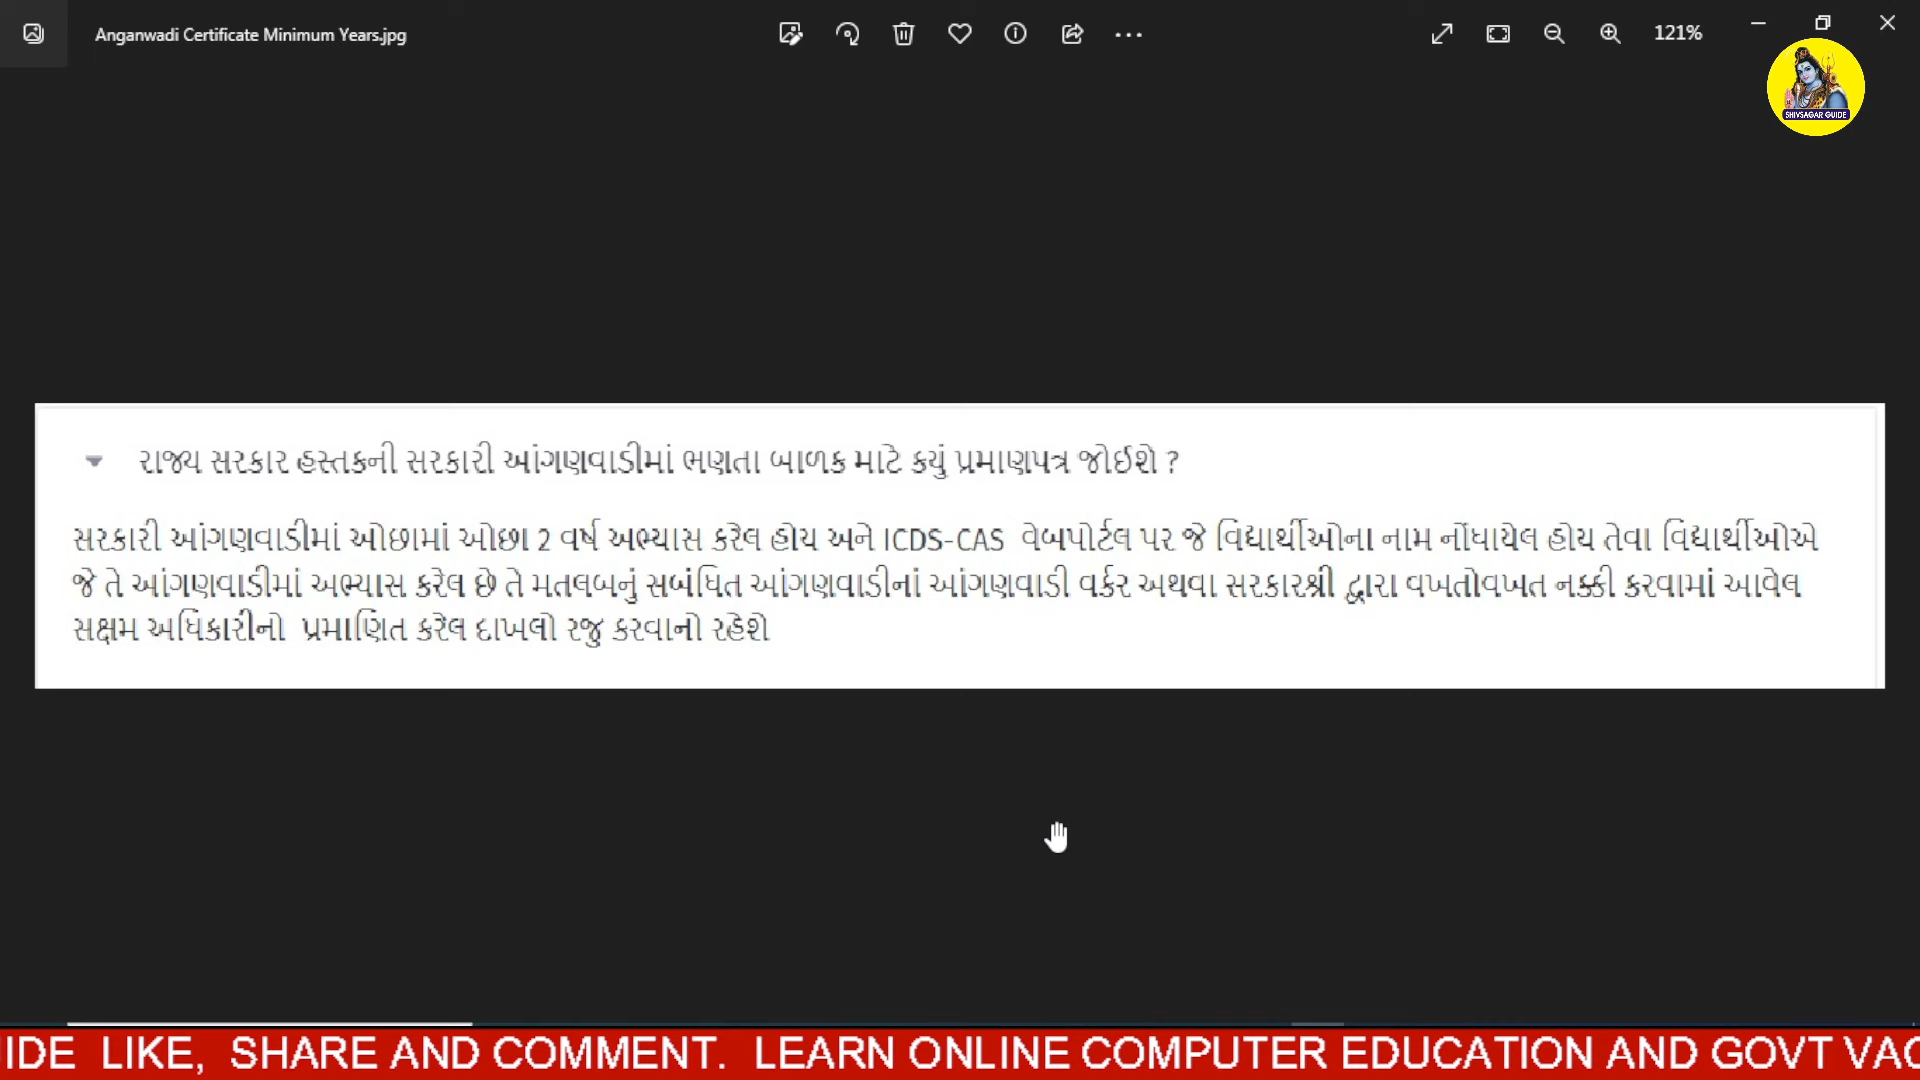 Anganwadi Certificate Minimum Years.jpg
121%
SHIVSAGAR GUIDE
રાજ્ય સરકાર હસ્તકની સરકારી આંગણવાડીમાં ભણતા બાળક માટે કયું પ્રમાણપત્ર જોઈશે ?
સરકારી આંગણવાડીમાં ઓછામાં ઓછા 2 વર્ષ અભ્યાસ કરેલ હોય અને ICDS-CAS વેબપોર્ટલ પર જે વિદ્યાર્થીઓના નામ નોંધાયેલ હોય તેવા વિદ્યાર્થીઓએ
જે તે આંગણવાડીમાં અભ્યાસ કરેલ છે તે મતલબનું સબંધિત આંગણવાડીનાં આંગણવાડી વર્કર અથવા સરકારશ્રી દ્વારા વખતોવખત નક્કી કરવામાં આવેલ
સક્ષમ અધિકારીનો પ્રમાણિત કરેલ દાખલો રજુ કરવાનો રહેશે
IDE LIKE, SHARE AND COMMENT. LEARN ONLINE COMPUTER EDUCATION AND GOVT VAC